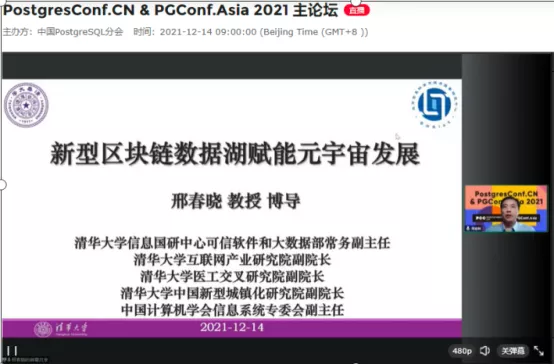 PostgresConf.CN & PGConf.Asia 2021 主论坛 直播
主办方：中国PostgreSQL分会 时间：2021-12-14 09:00:00 (Beijing Time (GMT+8 ))
新型区块链数据湖赋能元宇宙发展
邢春晓 教授 博导
清华大学信息国研中心可信软件和大数据部常务副主任
清华大学互联网产业研究院副院长
清华大学医工交叉研究院副院长
清华大学中国新型城镇化研究院副院长
中国计算机学会信息系统专委会副主任
PostgresConf.CN
& PGConf.Asia 2021
清华大学
2021-12-14
480p
关弹幕